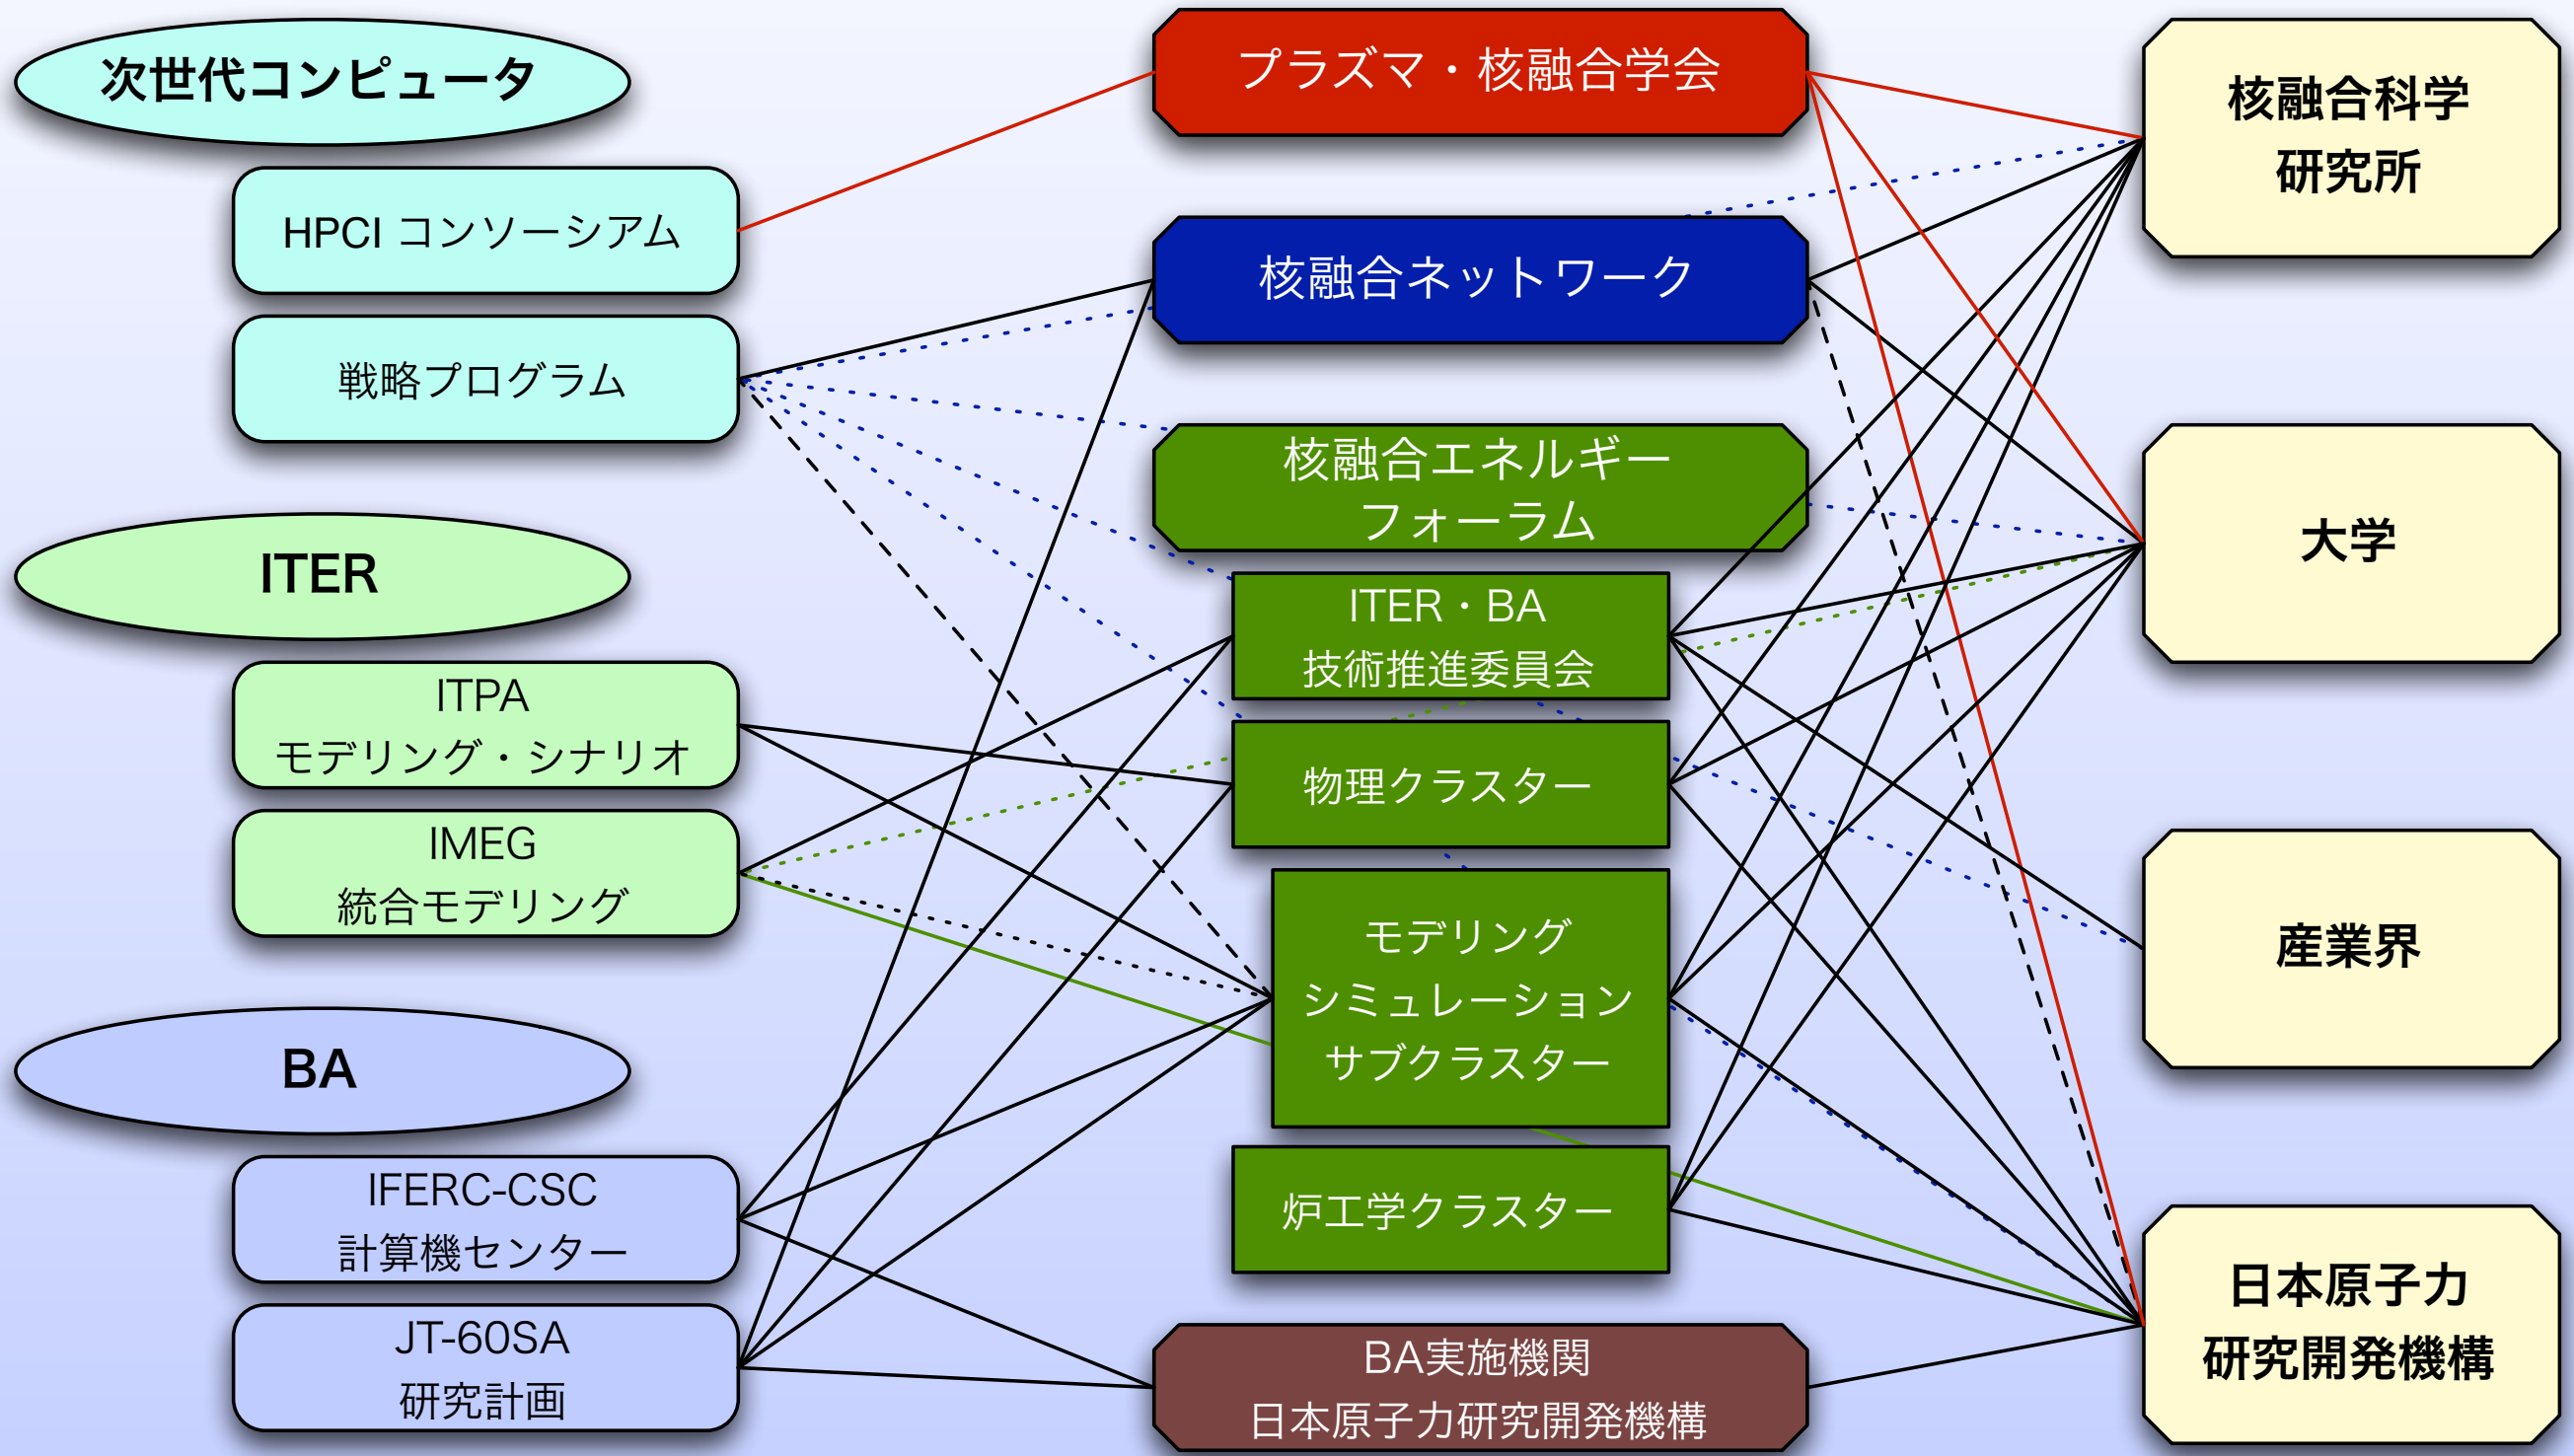 次世代コンピュータ
HPCI コンソーシアム
戦略プログラム
ITER
ITPA
モデリング・シナリオ
IMEG
統合モデリング
BA
IFERC-CSC
計算機センター
JT-60SA
研究計画
プラズマ・核融合学会
核融合ネットワーク
核融合エネルギー
フォーラム
ITER・BA
技術推進委員会
物理クラスター
モデリング
シミュレーション
サブクラスター
炉工学クラスター
BA実施機関
日本原子力研究開発機構
核融合科学
研究所
大学
産業界
日本原子力
研究開発機構